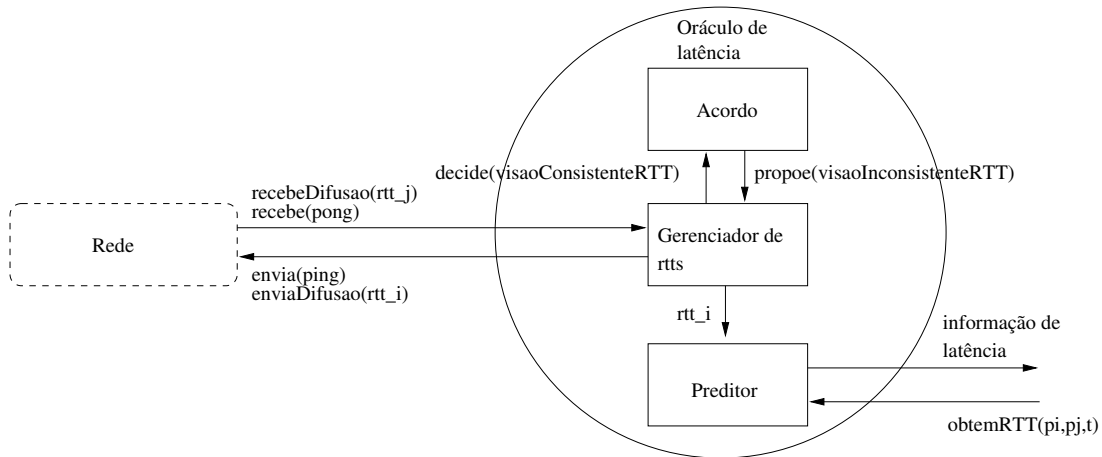 Oráculo de
latência
Acordo
decide(visaoConsistenteRTT)
propoe(visaoInconsistenteRTT)
recebeDifusao(rtt_j)
recebe(pong)
Rede
Gerenciador de
rtts
envia(ping)
enviaDifusao(rtt_i)
rtt_i
informação de
latência
Preditor
obtemRTT(pi,pj,t)